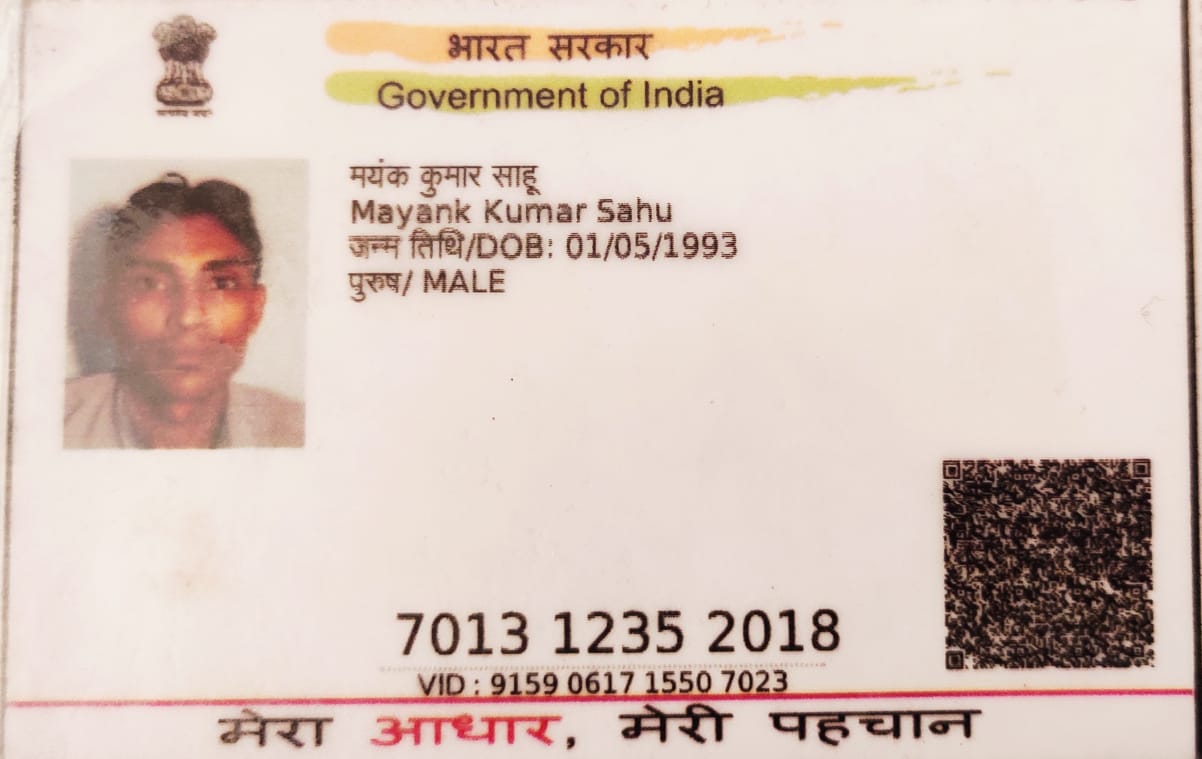 भारत सरकार
Government of India
मयंक कुमार साहू
Mayank Kumar Sahu
जन्म तिथि/DOB: 01/05/1993
पुरुष/ MALE
7013 1235 2018
VID : 9159 0617 1550 7023
मेरा आधार, मेरी पहचान